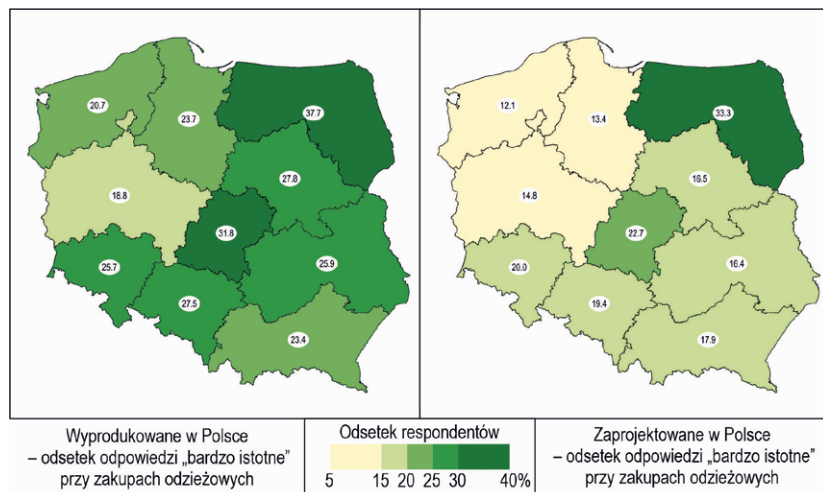 20.7
23.7
37.7
27.8
18.8
31.8
25.7
25.9
27.5
23.4
12.1
13.4
33.3
16.5
14.8
22.7
20.0
16.4
19.4
17.9
Wyprodukowane w Polsce
– odsetek odpowiedzi „bardzo istotne”
przy zakupach odzieżowych
Odsetek respondentów
5 15 20 25 30 40%
Zaprojektowane w Polsce
– odsetek odpowiedzi „bardzo istotne”
przy zakupach odzieżowych